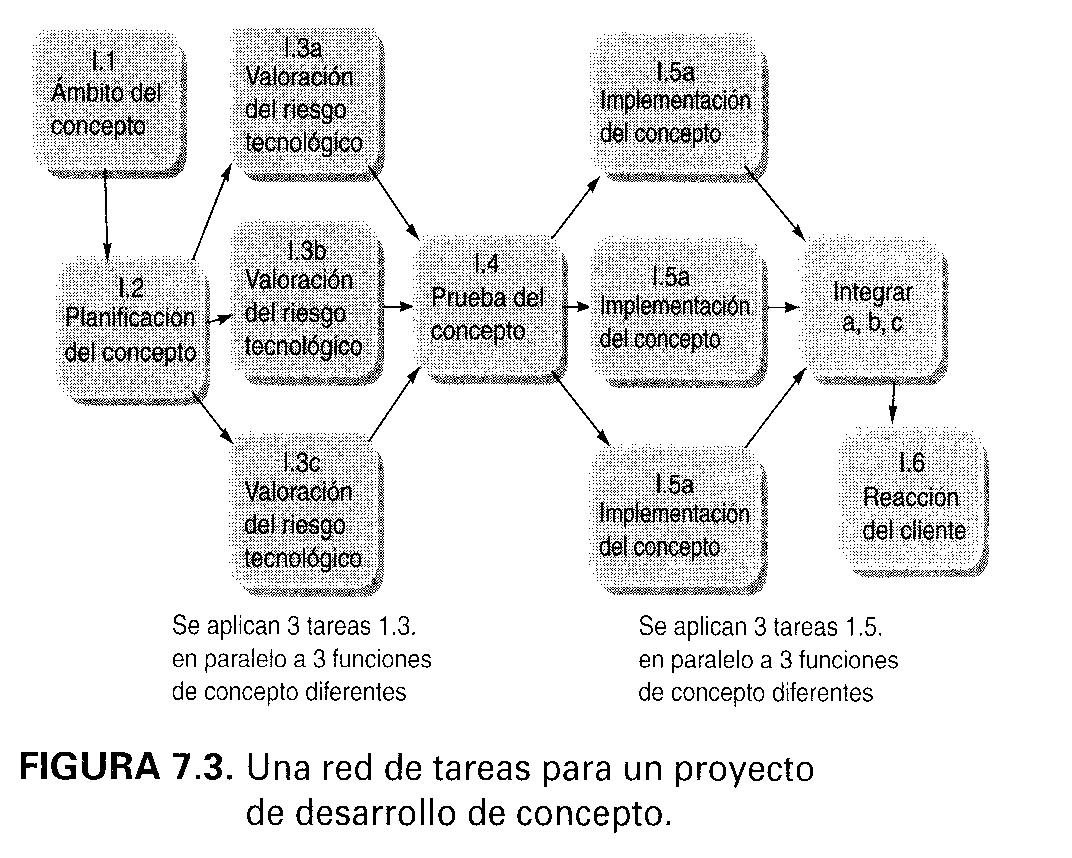 I.1
Ámbito del
concepto
I.2
Planificacion
del concepto
I.3a
Valoración
del riesgo
tecnológico
I.3b
Valoración
del riesgo
tecnológico
I.3c
Valoración
del riesgo
tecnológico
I.4
Prueba del
concepto
I.5a
Implementación
del concepto
I.5a
Implementación
del concepto
I.5a
Implementación
del concepto
Integrar
a, b, c
I.6
Reacción
del cliente
Se aplican 3 tareas 1.3.
en paralelo a 3 funciones
de concepto diferentes
Se aplican 3 tareas 1.5.
en paralelo a 3 funciones
de concepto diferentes
FIGURA 7.3. Una red de tareas para un proyecto
de desarrollo de concepto.